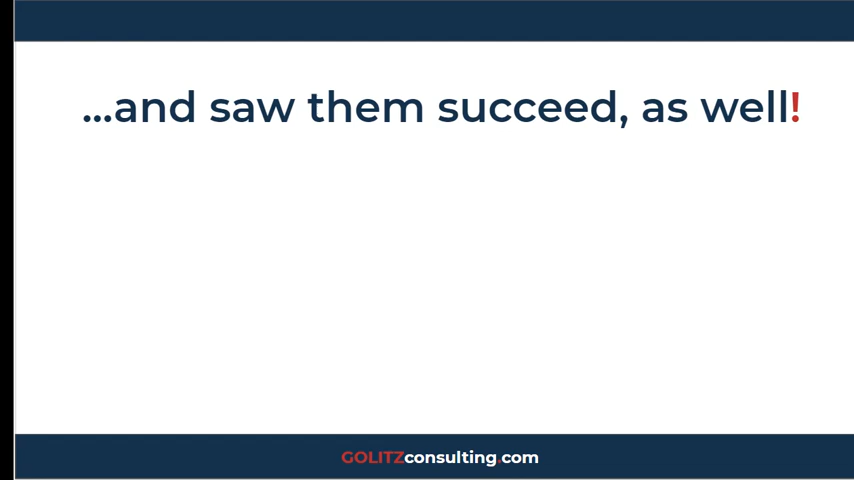 ...and saw them succeed, as well!
GOLITZconsulting.com